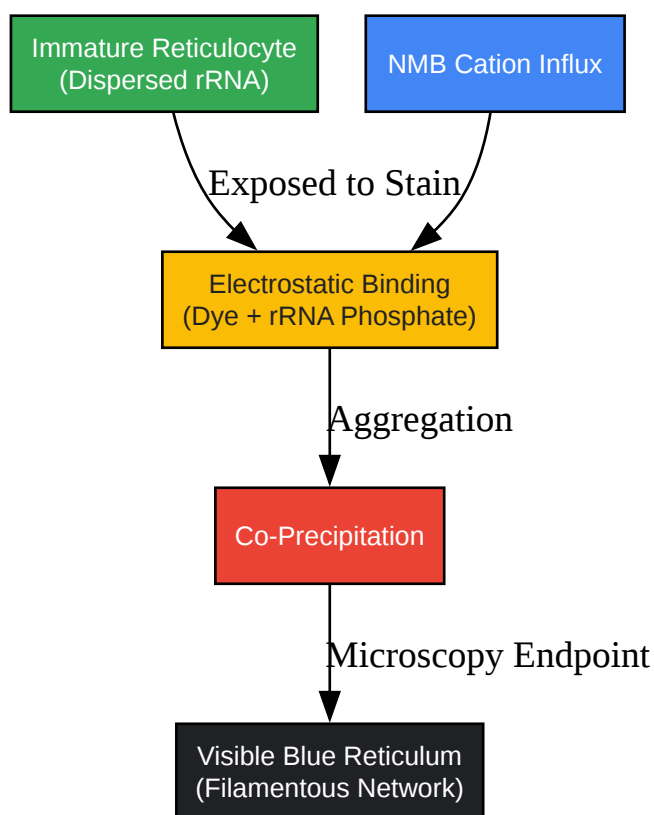 Immature Reticulocyte
(Dispersed rRNA)
NMB Cation Influx
Exposed to Stain
Electrostatic Binding
(Dye + rRNA Phosphate)
Aggregation
Co-Precipitation
Microscopy Endpoint
Visible Blue Reticulum
(Filamentous Network)